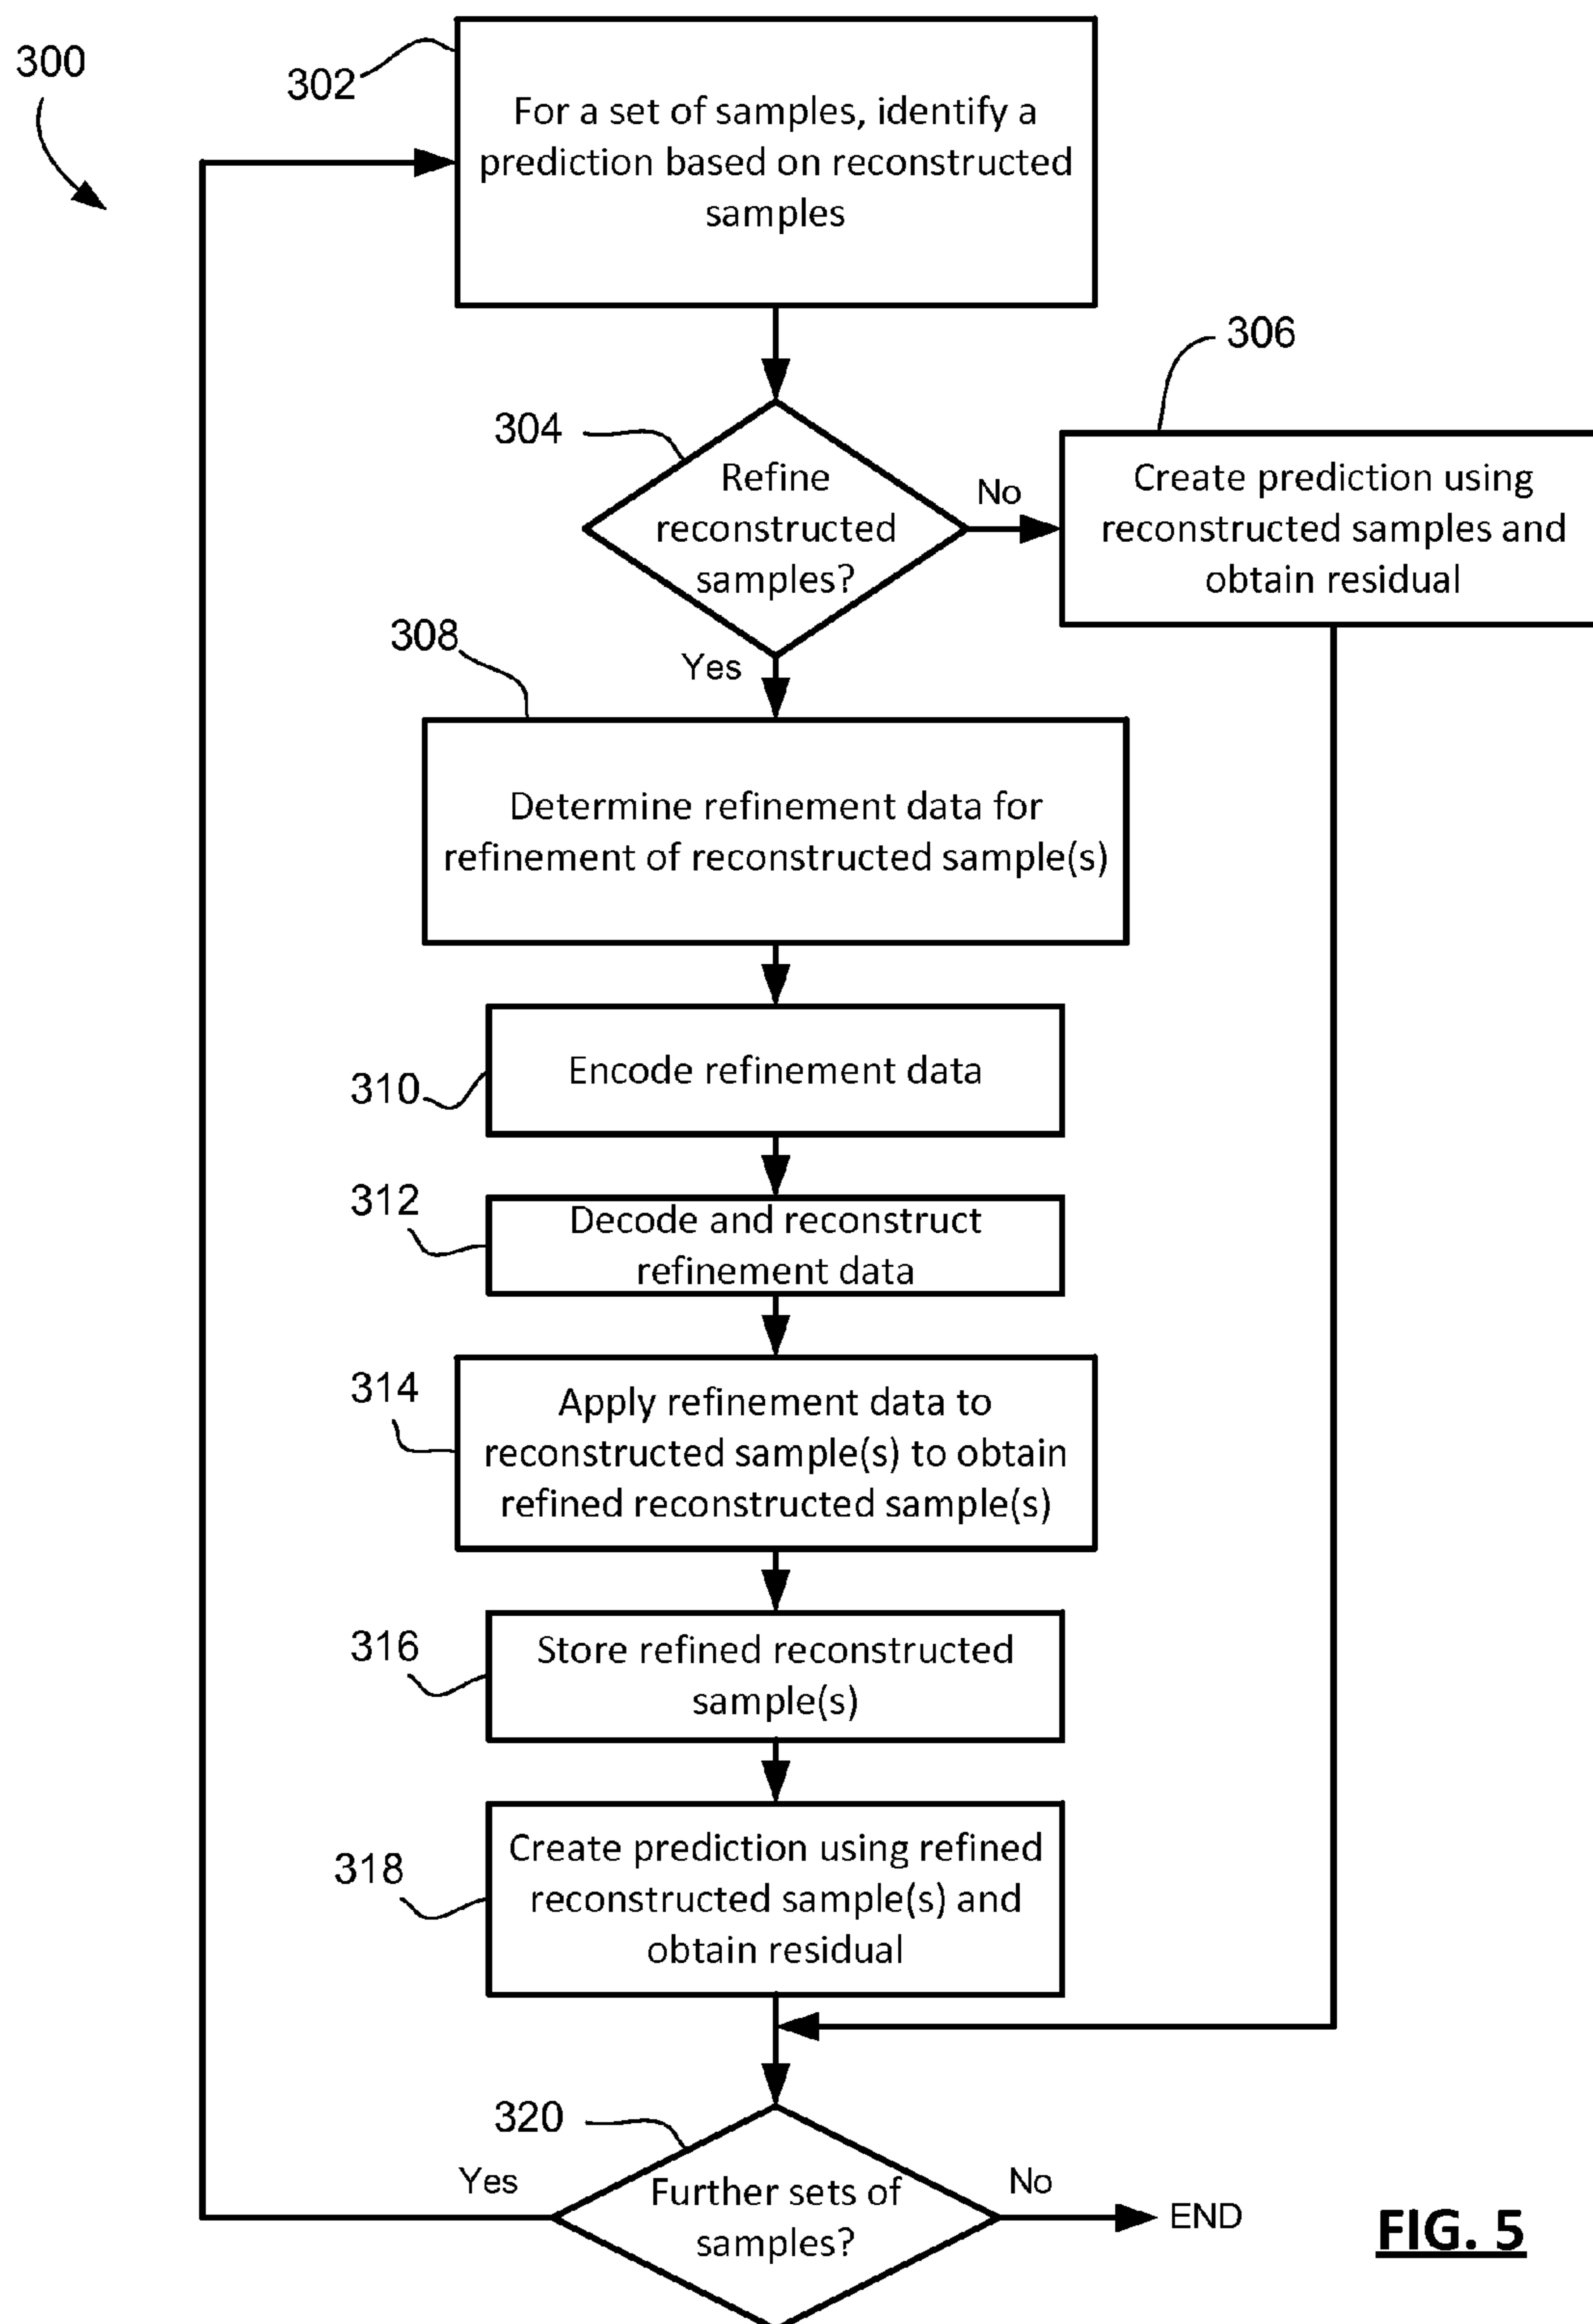 300
302
For a set of samples, identify a
prediction based on reconstructed
samples
306
304
Refine
reconstructed
samples?
No
Create prediction using
reconstructed samples and
obtain residual
Yes
308
Determine refinement data for
refinement of reconstructed sample(s)
310
Encode refinement data
312
Decode and reconstruct
refinement data
314
Apply refinement data to
reconstructed sample(s) to obtain
refined reconstructed sample(s)
316
Store refined reconstructed
sample(s)
318
Create prediction using refined
reconstructed sample(s) and
obtain residual
320
Yes
Further sets of
samples?
No
END
FIG. 5